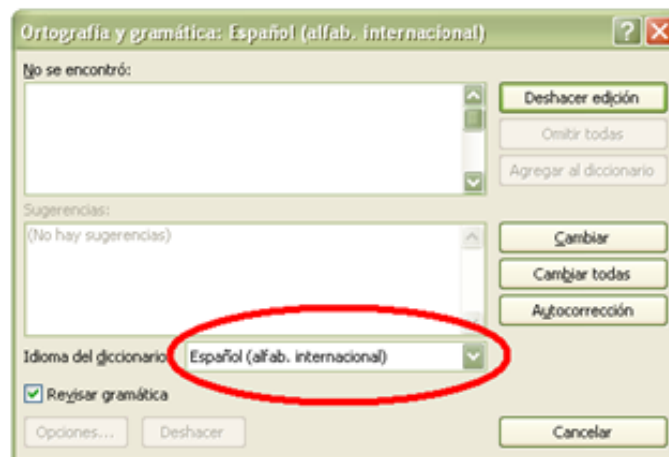 Ortografía y gramática: Español (alfab. internacional)
No se encontró:
Deshacer edición
Omitir todas
Agregar al diccionario
Sugerencias:
(No hay sugerencias)
Cambiar
Cambiar todas
Autocorrección
Idioma del diccionario Español (alfab. internacional)
Revisar gramática
Opciones... Deshacer Cancelar